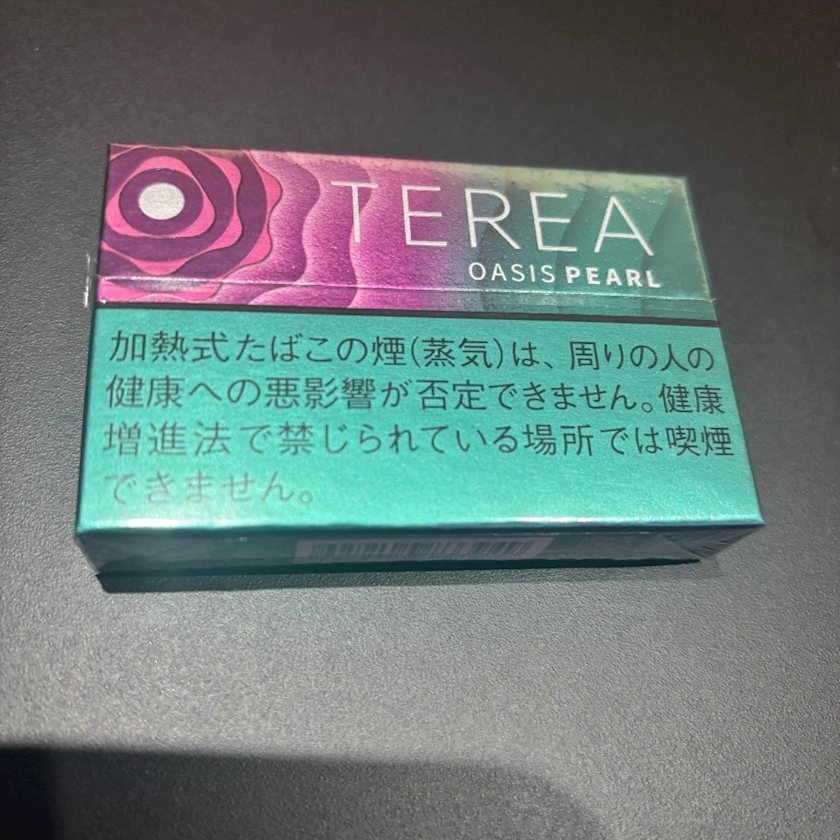 TEREA
OASIS PEARL
加熱式たばこの煙(蒸気)は、周りの人の
健康への悪影響が否定できません。健康
増進法で禁じられている場所では喫煙
できません。